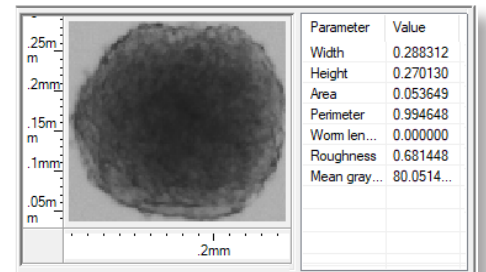 .25m
m
.2mm
.15m
m
.1mm
.05m
m
.2mm
Parameter Value
Width 0.288312
Height 0.270130
Area 0.053649
Perimeter 0.994648
Worm len... 0.000000
Roughness 0.681448
Mean gray... 80.0514...